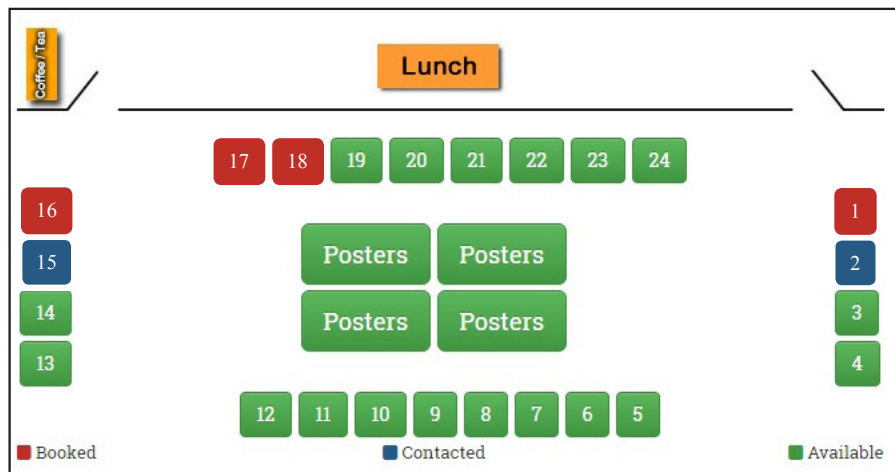 Coffee / Tea
Lunch
17 18 19 20 21 22 23 24
16 1
15 Posters Posters 2
14 Posters Posters 3
13 4
12 11 10 9 8 7 6 5
Booked Contacted Available